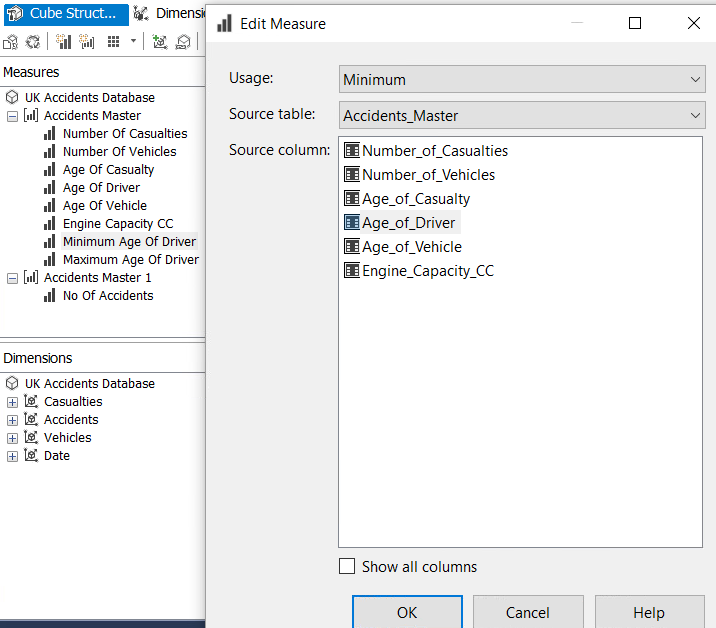 Cube Struct...
Dimensi
Measures
UK Accidents Database
Accidents Master
Number Of Casualties
Number Of Vehicles
Age Of Casualty
Age Of Driver
Age Of Vehicle
Engine Capacity CC
Minimum Age Of Driver
Maximum Age Of Driver
Accidents Master 1
No Of Accidents
Dimensions
UK Accidents Database
Casualties
Accidents
Vehicles
Date
Edit Measure
Usage:
Minimum
Source table:
Accidents_Master
Source column:
Number_of_Casualties
Number_of_Vehicles
Age_of_Casualty
Age_of_Driver
Age_of_Vehicle
Engine_Capacity_CC
Show all columns
OK
Cancel
Help